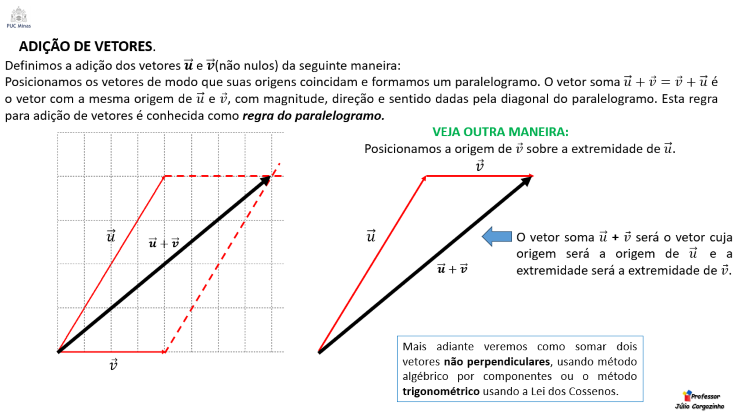 PUC Minas
ADIÇÃO DE VETORES.
Definimos a adição dos vetores u⃗ e v⃗(não nulos) da seguinte maneira:
Posicionamos os vetores de modo que suas origens coincidam e formamos um paralelogramo. O vetor soma u⃗ + v⃗ = v⃗ + u⃗ é
o vetor com a mesma origem de u⃗ e v⃗, com magnitude, direção e sentido dadas pela diagonal do paralelogramo. Esta regra
para adição de vetores é conhecida como regra do paralelogramo.
VEJA OUTRA MANEIRA:
Posicionamos a origem de v⃗ sobre a extremidade de u⃗.
u⃗
u⃗ + v⃗
v⃗
v⃗
u⃗
u⃗ + v⃗
O vetor soma u⃗ + v⃗ será o vetor cuja
origem será a origem de u⃗ e a
extremidade será a extremidade de v⃗.
Mais adiante veremos como somar dois
vetores não perpendiculares, usando método
algébrico por componentes ou o método
trigonométrico usando a Lei dos Cossenos.
Professor
Júlio Corgozinho